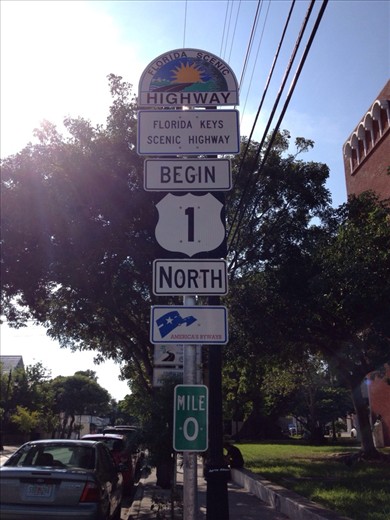 FLORIDA SCENIC
HIGHWAY
FLORIDA KEYS
SCENIC HIGHWAY
BEGIN
1
NORTH
AMERICA'S BYWAYS
MILE
0